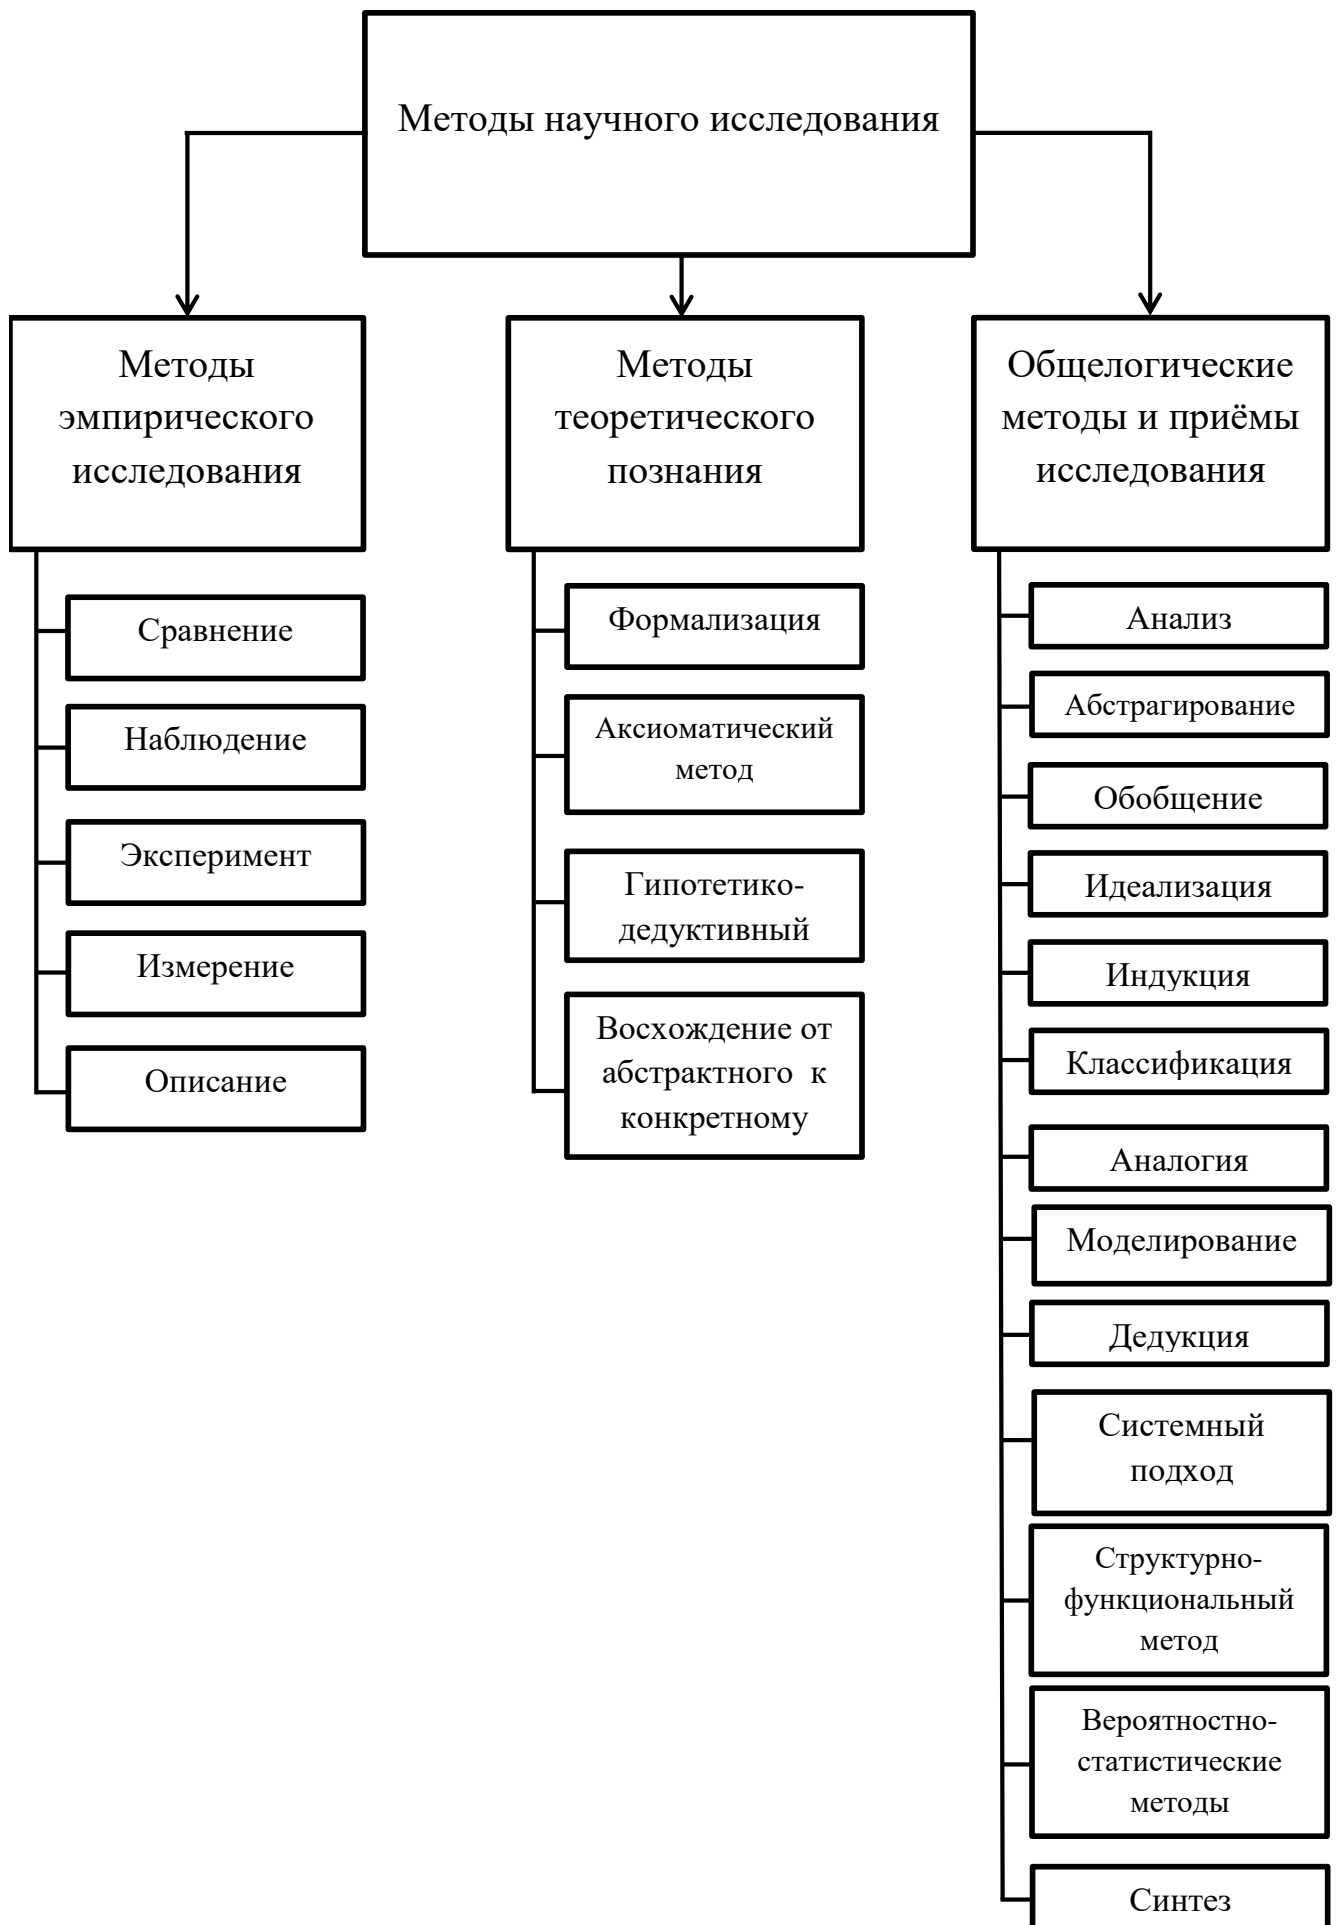 Методы научного исследования
Методы
эмпирического
исследования
Сравнение
Наблюдение
Эксперимент
Измерение
Описание
Методы
теоретического
познания
Формализация
Аксиоматический
метод
Гипотетико-
дедуктивный
Восхождение от
абстрактного к
конкретному
Общелогические
методы и приёмы
исследования
Анализ
Абстрагирование
Обобщение
Идеализация
Индукция
Классификация
Аналогия
Моделирование
Дедукция
Системный
подход
Структурно-
функциональный
метод
Вероятностно-
статистические
методы
Синтез